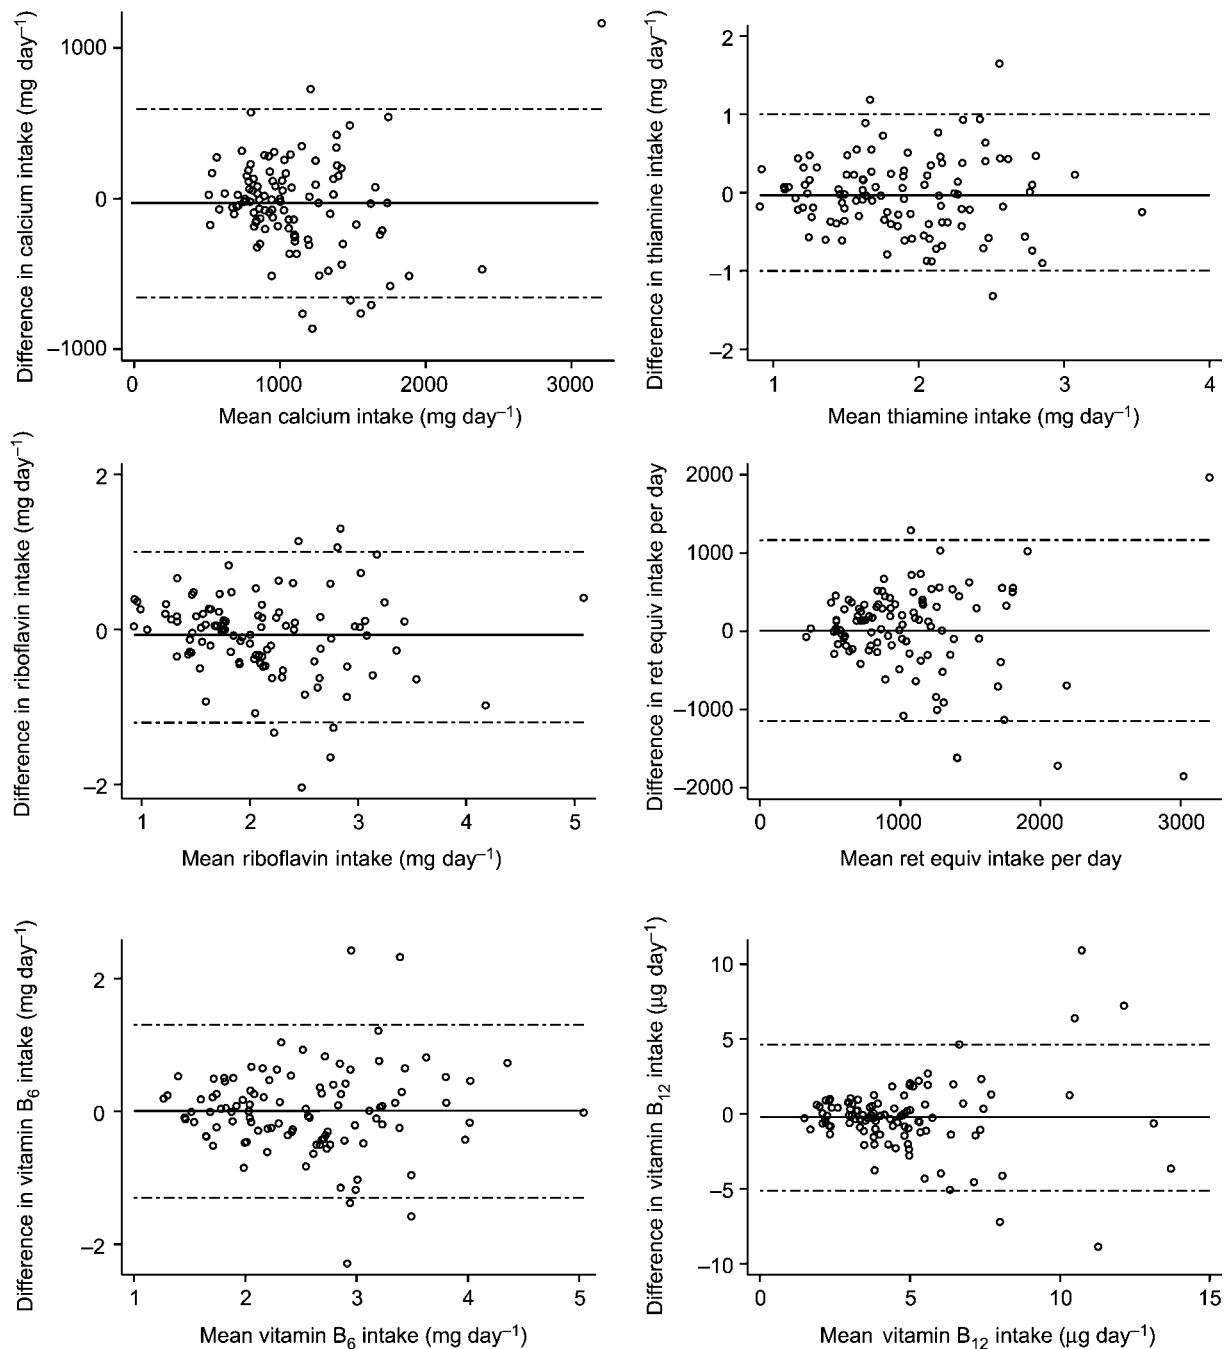 Difference in calcium intake (mg day⁻¹)
1000
0
−1000
0 1000 2000 3000
Mean calcium intake (mg day⁻¹)
Difference in thiamine intake (mg day⁻¹)
2
1
0
−1
−2
1 2 3 4
Mean thiamine intake (mg day⁻¹)
Difference in riboflavin intake (mg day⁻¹)
2
0
−2
1 2 3 4 5
Mean riboflavin intake (mg day⁻¹)
Difference in ret equiv intake per day
2000
1000
0
−1000
−2000
0 1000 2000 3000
Mean ret equiv intake per day
Difference in vitamin B₆ intake (mg day⁻¹)
2
0
−2
1 2 3 4 5
Mean vitamin B₆ intake (mg day⁻¹)
Difference in vitamin B₁₂ intake (µg day⁻¹)
10
5
0
−5
−10
0 5 10 15
Mean vitamin B₁₂ intake (µg day⁻¹)